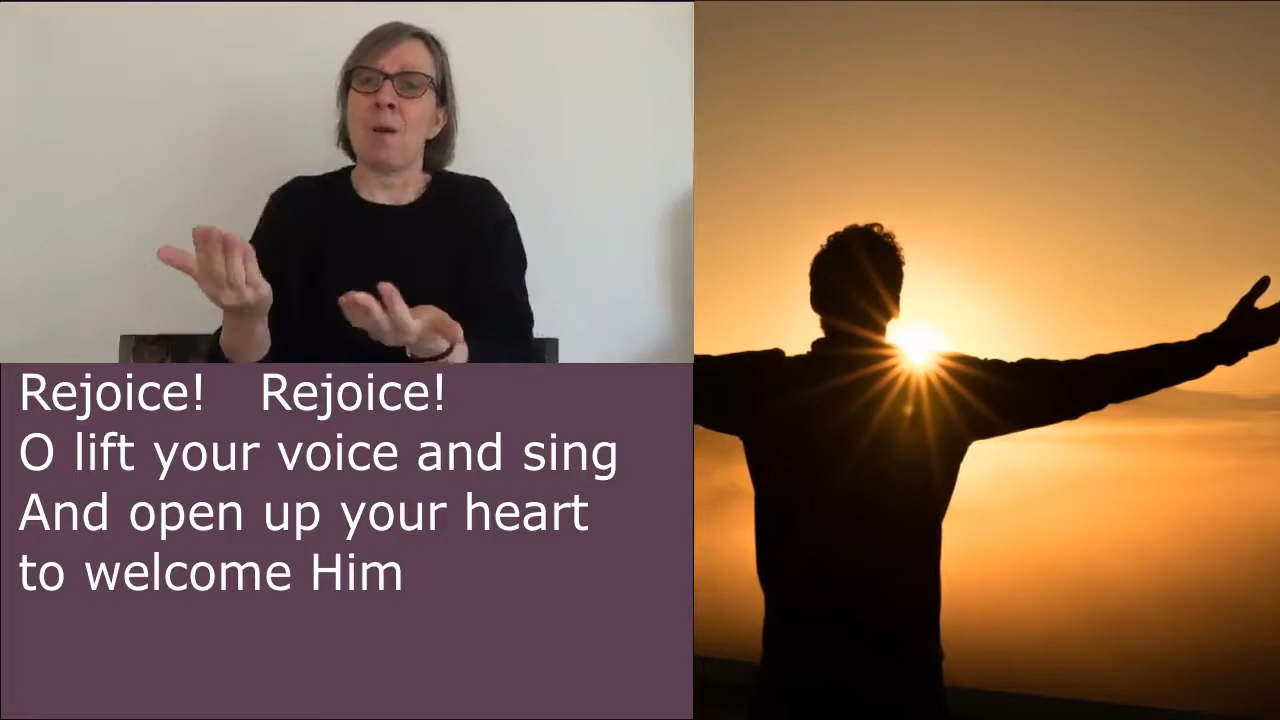 Rejoice!   Rejoice!
O lift your voice and sing
And open up your heart
to welcome Him